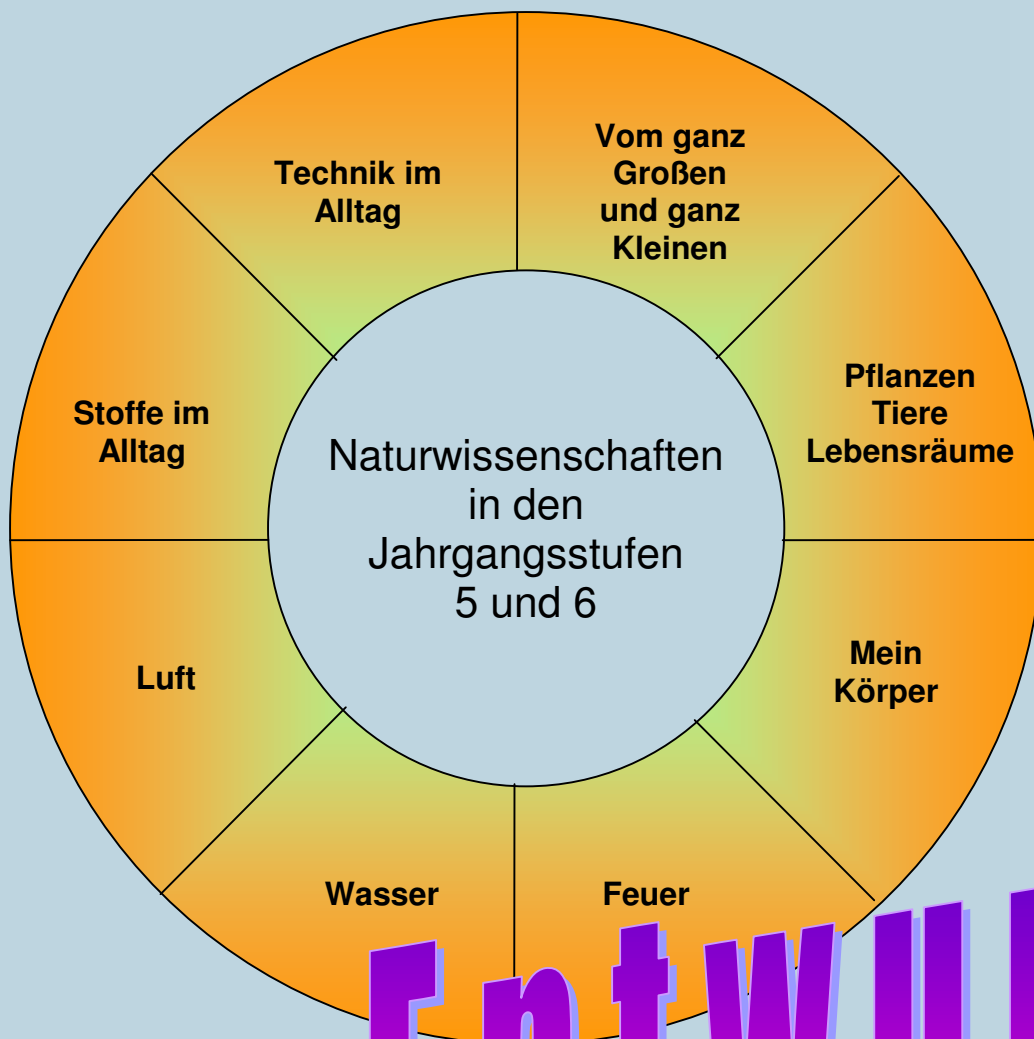 Vom ganz
Großen
und ganz
Kleinen
Technik im
Alltag
Pflanzen
Tiere
Lebensräume
Stoffe im
Alltag
Naturwissenschaften
in den
Jahrgangsstufen
5 und 6
Mein
Körper
Luft
Wasser
Feuer